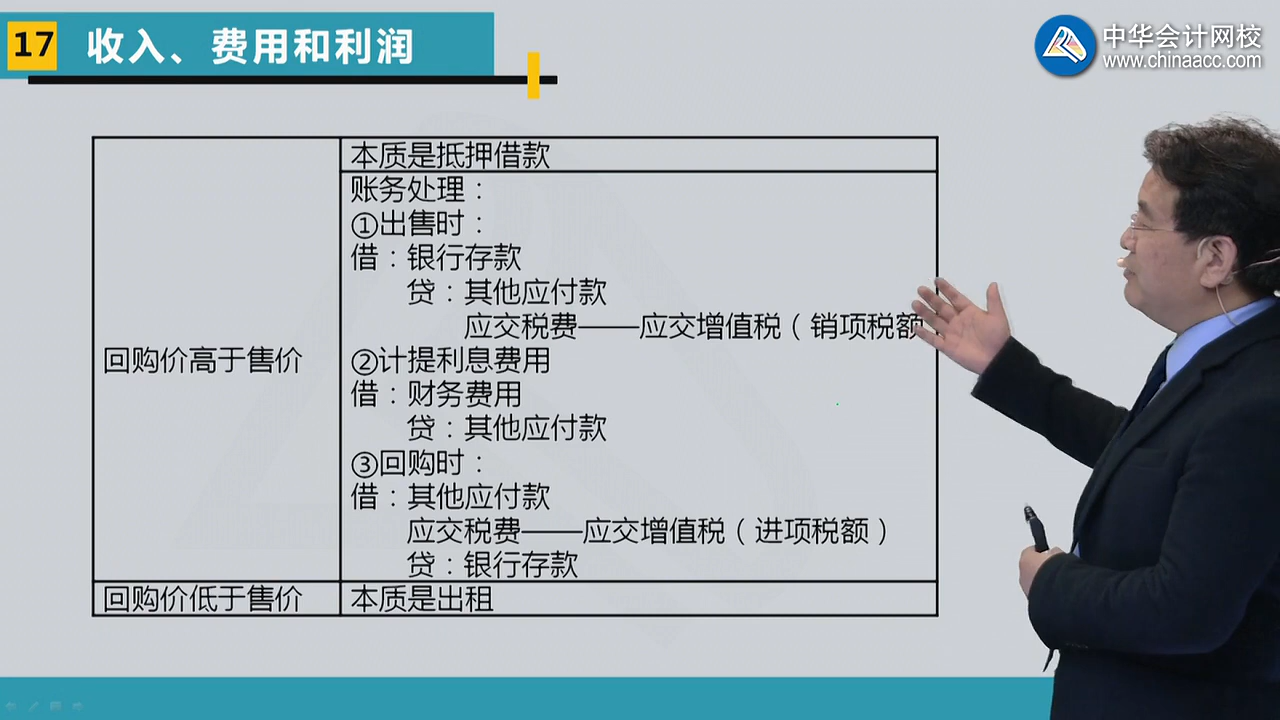 17 收入、费用和利润
中华会计网校
www.chinaacc.com
本质是抵押借款
账务处理：
①出售时：
借：银行存款
贷：其他应付款
应交税费——应交增值税（销项税额
回购价高于售价
②计提利息费用
借：财务费用
贷：其他应付款
③回购时：
借：其他应付款
应交税费——应交增值税（进项税额）
贷：银行存款
回购价低于售价
本质是出租